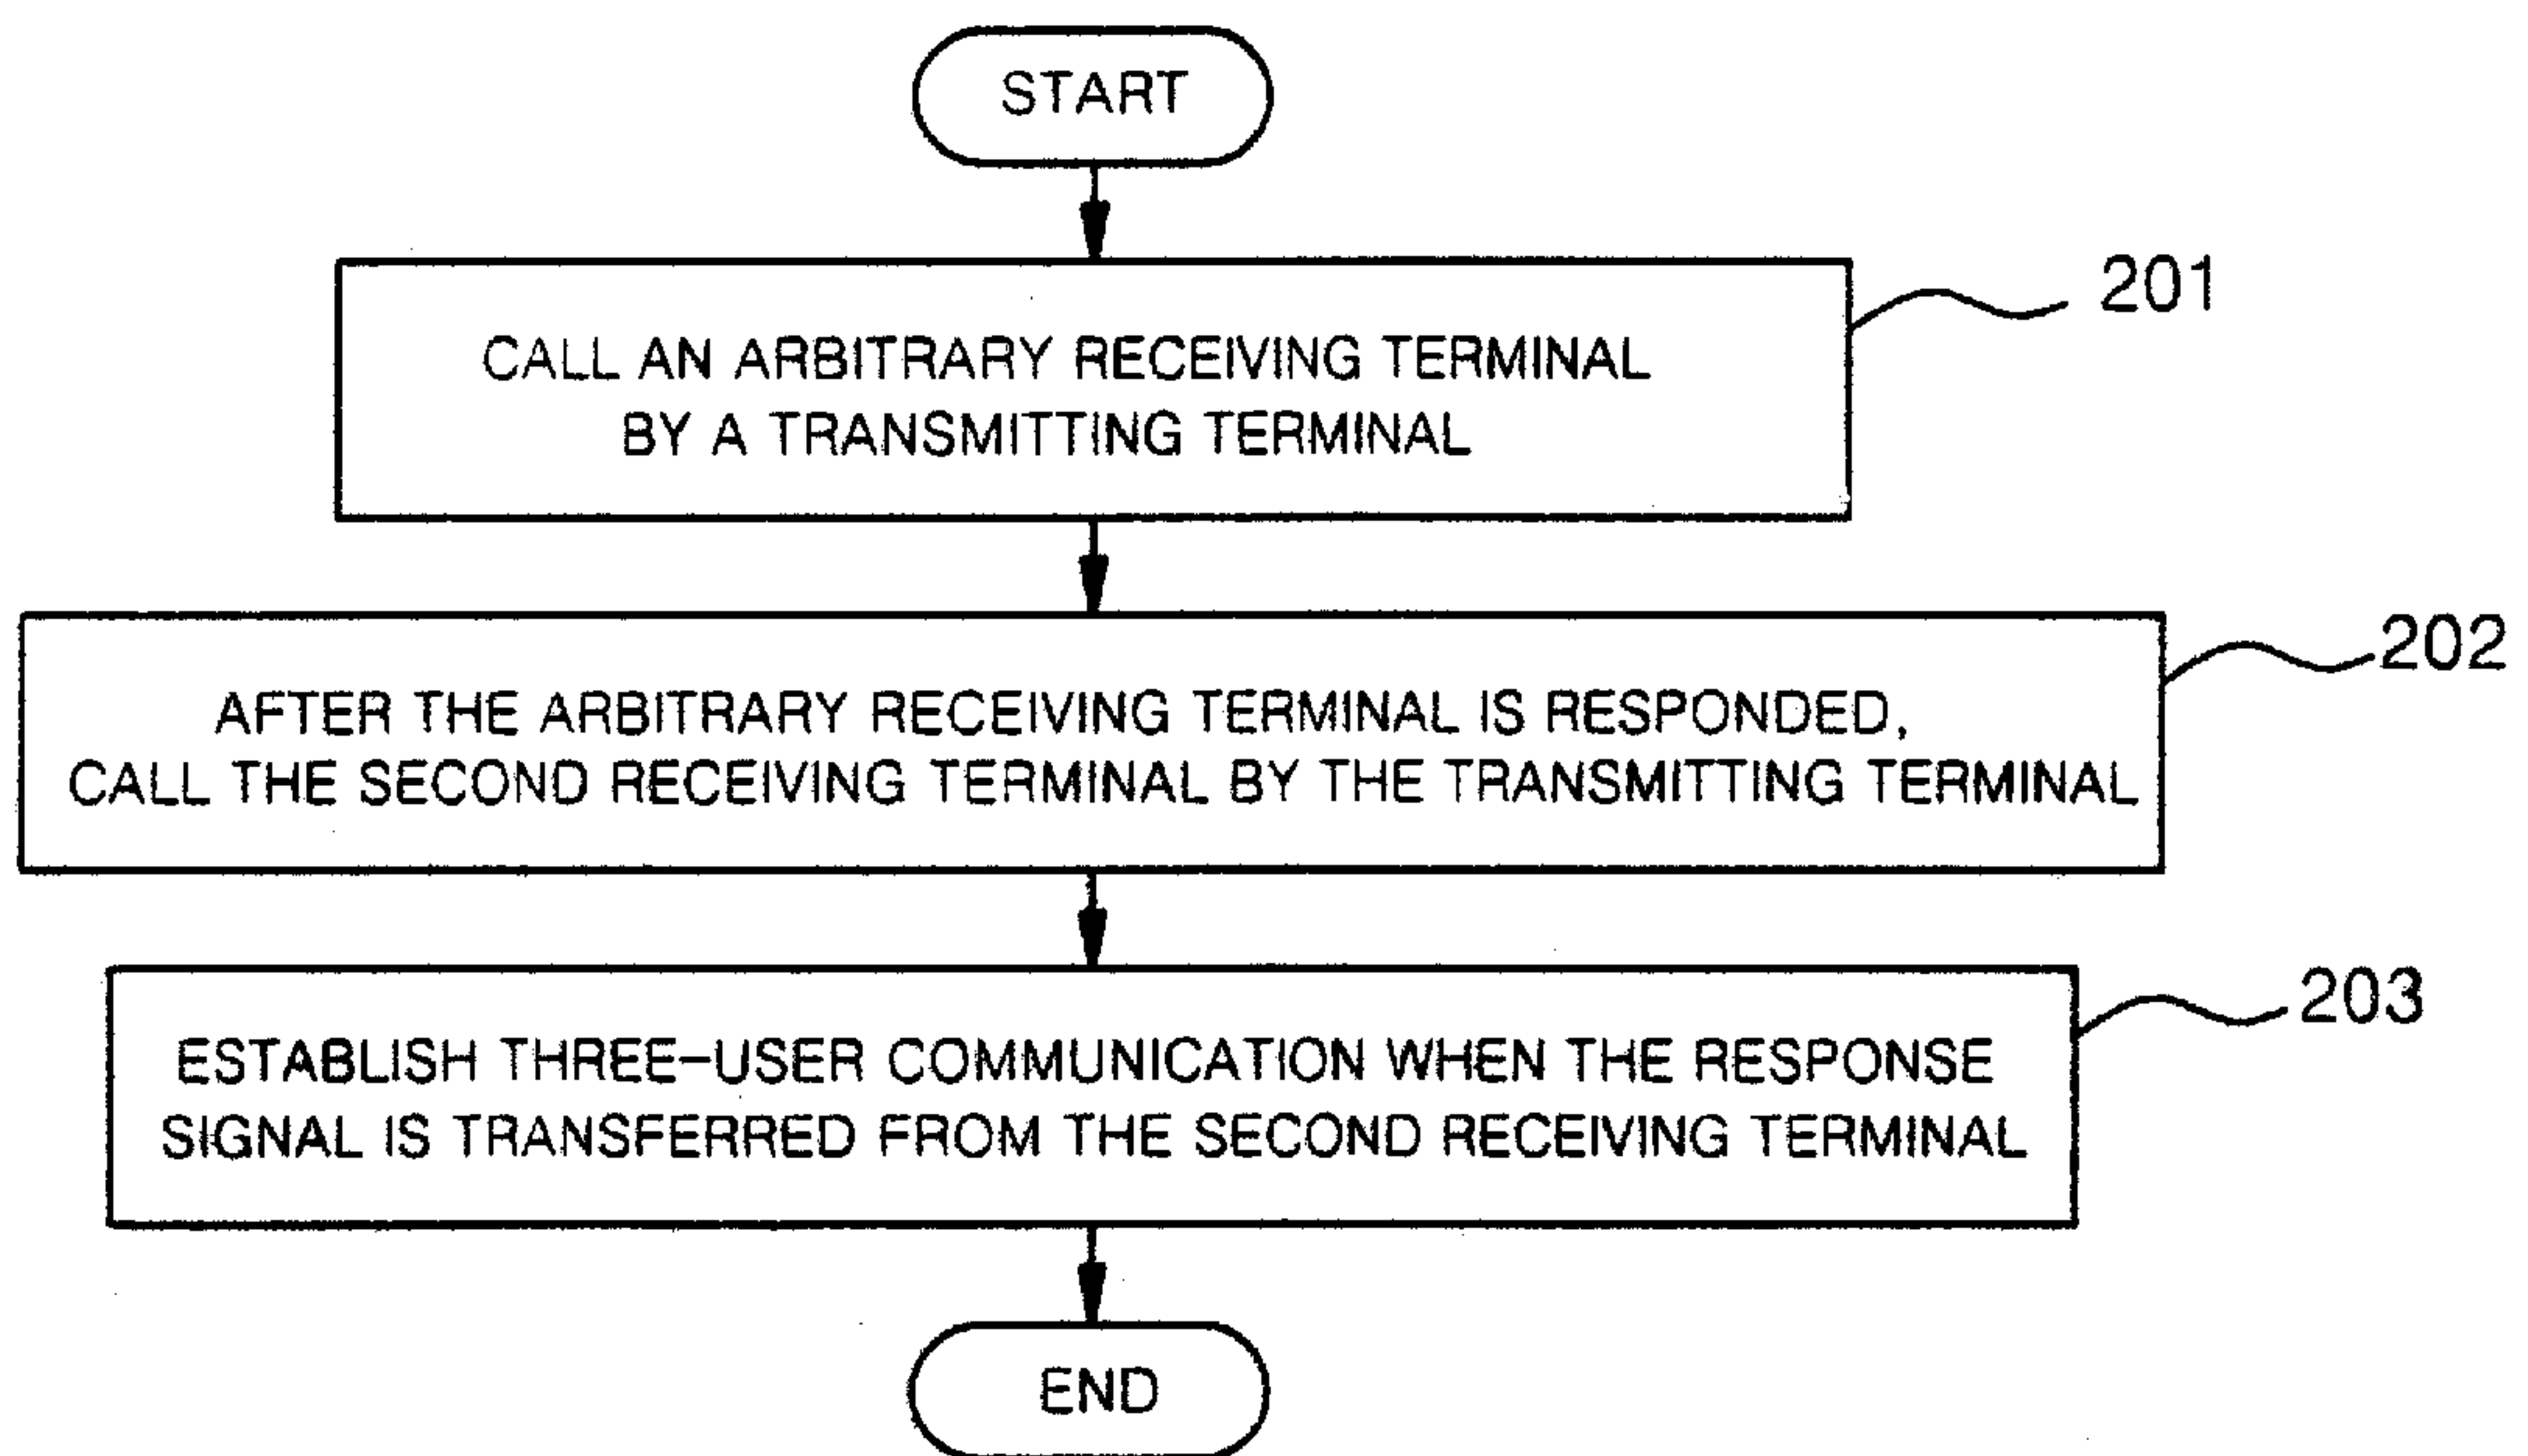 START
201
CALL AN ARBITRARY RECEIVING TERMINAL
BY A TRANSMITTING TERMINAL
202
AFTER THE ARBITRARY RECEIVING TERMINAL IS RESPONDED,
CALL THE SECOND RECEIVING TERMINAL BY THE TRANSMITTING TERMINAL
203
ESTABLISH THREE-USER COMMUNICATION WHEN THE RESPONSE
SIGNAL IS TRANSFERRED FROM THE SECOND RECEIVING TERMINAL
END